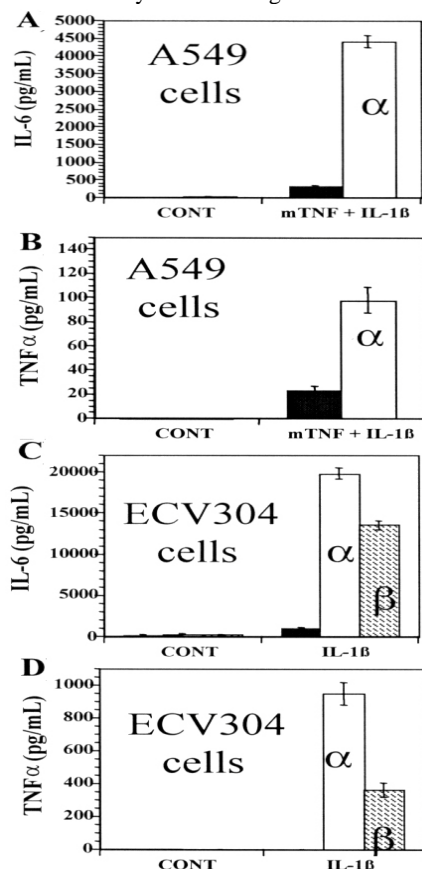 A
IL-6 (pg/mL)
5000
4500
4000
3500
3000
2500
2000
1500
1000
500
0
A549
cells
α
CONT
mTNF + IL-1ß
B
TNFα (pg/mL)
140
120
100
80
60
40
20
0
A549
cells
α
CONT
mTNF + IL-1ß
C
IL-6 (pg/mL)
20000
15000
10000
5000
0
ECV304
cells
α
β
CONT
IL-1ß
D
TNFα (pg/mL)
1000
800
600
400
200
0
ECV304
cells
α
β
CONT
IL-1ß